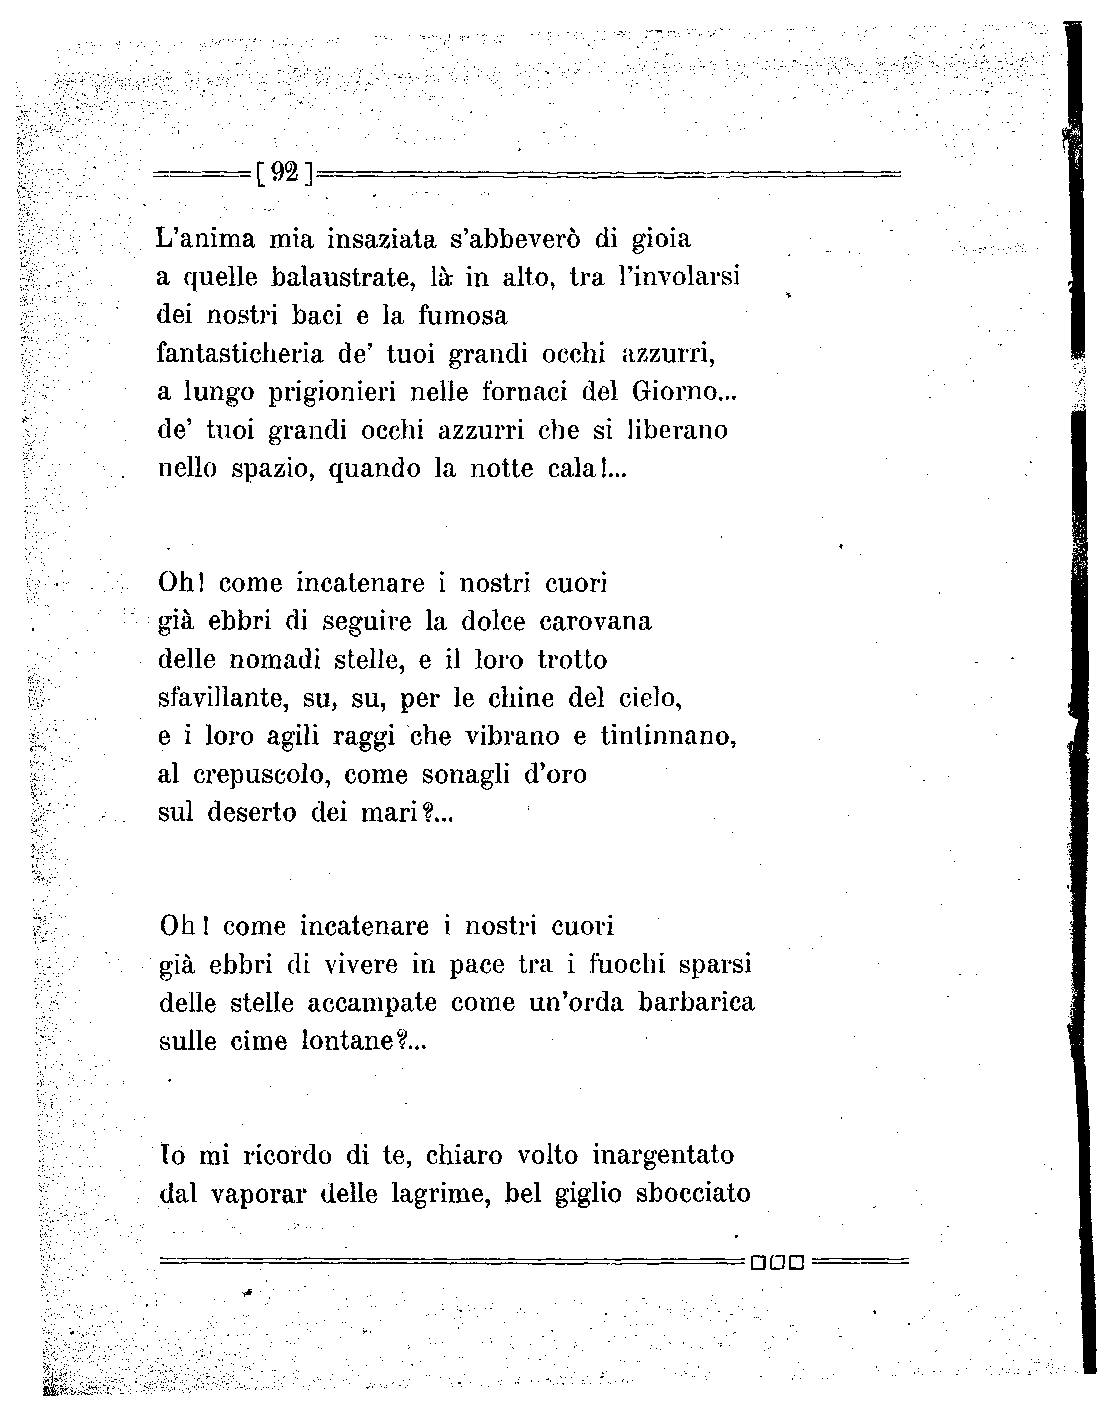 [92]
L'anima mia insaziata s'abbeverò di gioia
a quelle balaustrate, là in alto, tra l'involarsi
dei nostri baci e la fumosa
fantasticheria de' tuoi grandi occhi azzurri,
a lungo prigionieri nelle fornaci del Giorno...
de' tuoi grandi occhi azzurri che si liberano
nello spazio, quando la notte cala!...
Oh! come incatenare i nostri cuori
già ebbri di seguire la dolce carovana
delle nomadi stelle, e il loro trotto
sfavillante, su, su, per le chine del cielo,
e i loro agili raggi che vibrano e tintinnano,
al crepuscolo, come sonagli d'oro
sul deserto dei mari?...
Oh! come incatenare i nostri cuori
già ebbri di vivere in pace tra i fuochi sparsi
delle stelle accampate come un'orda barbarica
sulle cime lontane?...
Io mi ricordo di te, chiaro volto inargentato
dal vaporar delle lagrime, bel giglio sbocciato